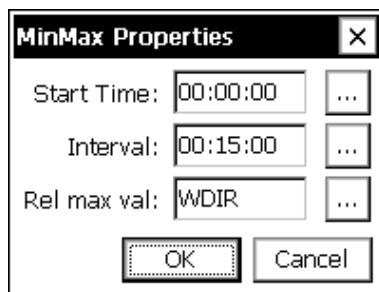 MinMax Properties
Start Time: 00:00:00 ...
Interval: 00:15:00 ...
Rel max val: WDIR ...
OK Cancel